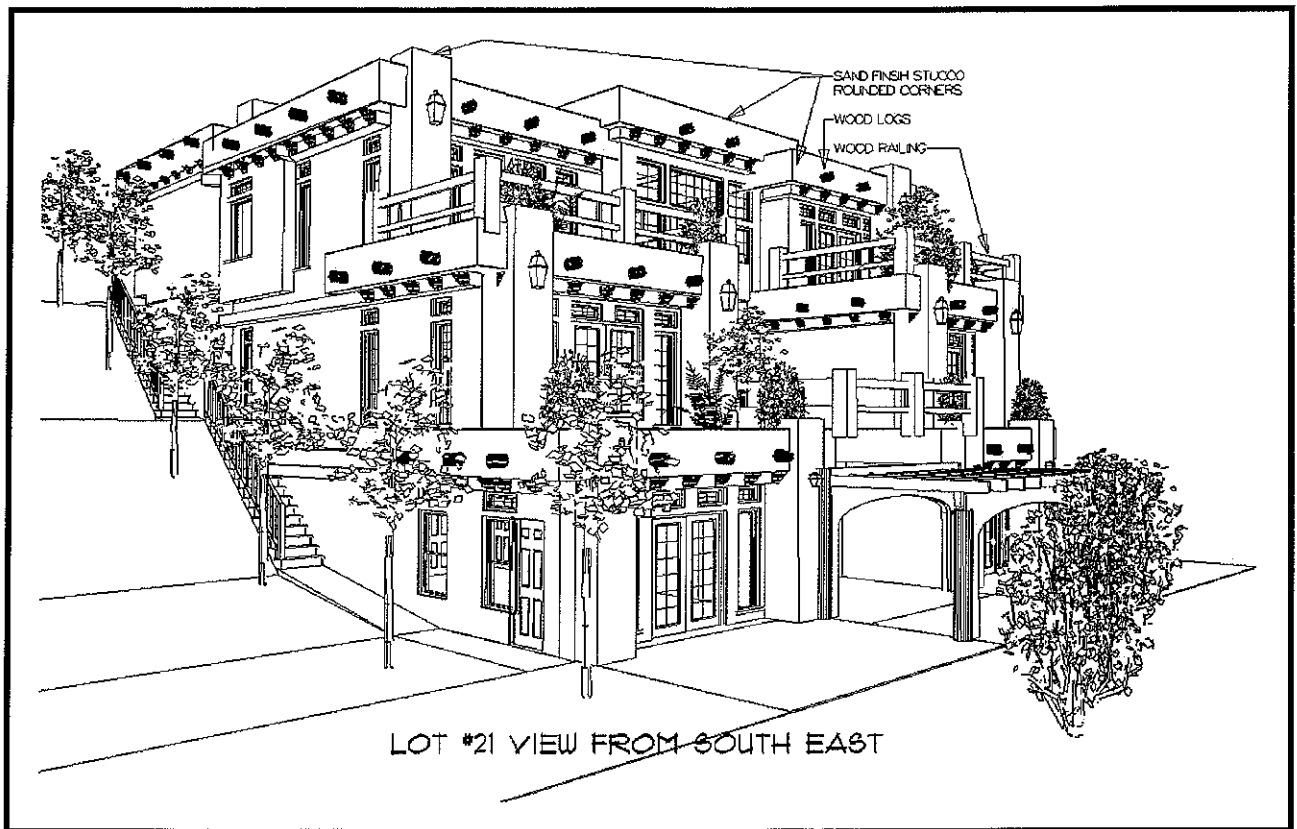 SAND FINSIH STUCCO
ROUNDED CORNERS
WOOD LOGS
WOOD RAILING
LOT #21 VIEW FROM SOUTH EAST